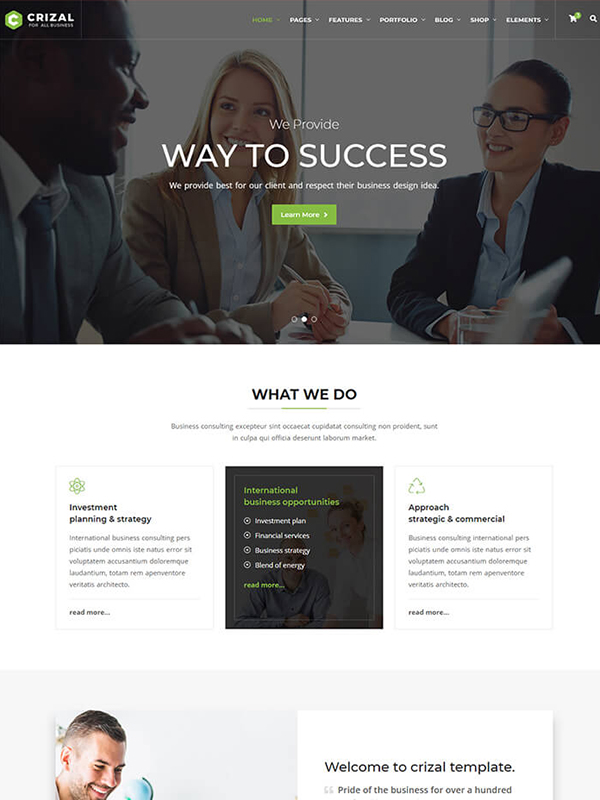 CRIZAL
FOR ALL BUSINESS
HOME PAGES FEATURES PORTFOLIO BLOG SHOP ELEMENTS
We Provide
WAY TO SUCCESS
We provide best for our client and respect their business design idea.
Learn More
WHAT WE DO
Business consulting excepteur sint occaecat cupidatat consulting non proident, sunt
in culpa qui officia deserunt laborum market.
Investment
planning & strategy
International business consulting pers
piciatis unde omnis iste natus error sit
voluptatem accusantium doloremque
laudantium, totam rem apenventore
veritatis architecto.
read more...
International
business opportunities
Investment plan
Financial services
Business strategy
Blend of energy
read more...
Approach
strategic & commercial
Business consulting international pers
piciatis unde omnis iste natus error sit
voluptatem accusantium doloremque
laudantium, totam rem apenventore
veritatis architecto.
read more...
Welcome to crizal template.
Pride of the business for over a hundred